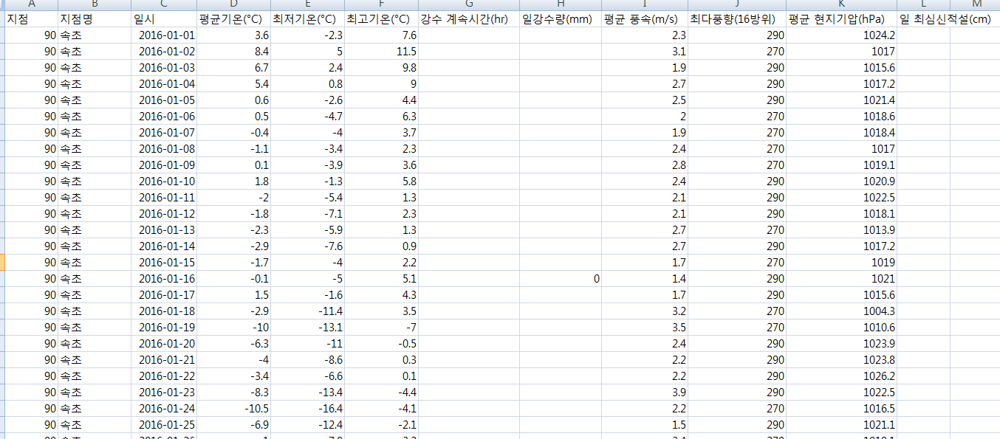 A B C D E F G H I J K L M
지점 지점명 일시 평균기온(°C) 최저기온(°C) 최고기온(°C) 강수 계속시간(hr) 일강수량(mm) 평균 풍속(m/s) 최다풍향(16방위) 평균 현지기압(hPa) 일 최심신적설(cm)
90 속초 2016-01-01 3.6 -2.3 7.6 2.3 290 1024.2
90 속초 2016-01-02 8.4 5 11.5 3.1 270 1017
90 속초 2016-01-03 6.7 2.4 9.8 1.9 290 1015.6
90 속초 2016-01-04 5.4 0.8 9 2.7 290 1017.2
90 속초 2016-01-05 0.6 -2.6 4.4 2.5 290 1021.4
90 속초 2016-01-06 0.5 -4.7 6.3 2 270 1018.6
90 속초 2016-01-07 -0.4 -4 3.7 1.9 270 1018.4
90 속초 2016-01-08 -1.1 -3.4 2.3 2.4 270 1017
90 속초 2016-01-09 0.1 -3.9 3.6 2.8 270 1019.1
90 속초 2016-01-10 1.8 -1.3 5.8 2.4 290 1020.9
90 속초 2016-01-11 -2 -5.4 1.3 2.1 290 1022.5
90 속초 2016-01-12 -1.8 -7.1 2.3 2.1 290 1018.1
90 속초 2016-01-13 -2.3 -5.9 1.3 2.7 270 1013.9
90 속초 2016-01-14 -2.9 -7.6 0.9 2.7 290 1017.2
90 속초 2016-01-15 -1.7 -4 2.2 1.7 270 1019
90 속초 2016-01-16 -0.1 -5 5.1 0 1.4 290 1021
90 속초 2016-01-17 1.5 -1.6 4.3 1.7 290 1015.6
90 속초 2016-01-18 -2.9 -11.4 3.5 3.2 270 1004.3
90 속초 2016-01-19 -10 -13.1 -7 3.5 270 1010.6
90 속초 2016-01-20 -6.3 -11 -0.5 2.4 290 1023.9
90 속초 2016-01-21 -4 -8.6 0.3 2.2 290 1023.8
90 속초 2016-01-22 -3.4 -6.6 0.1 2.2 290 1026.2
90 속초 2016-01-23 -8.3 -13.4 -4.4 3.9 290 1022.5
90 속초 2016-01-24 -10.5 -16.4 -4.1 2.2 270 1016.5
90 속초 2016-01-25 -6.9 -12.4 -2.1 1.5 290 1021.1